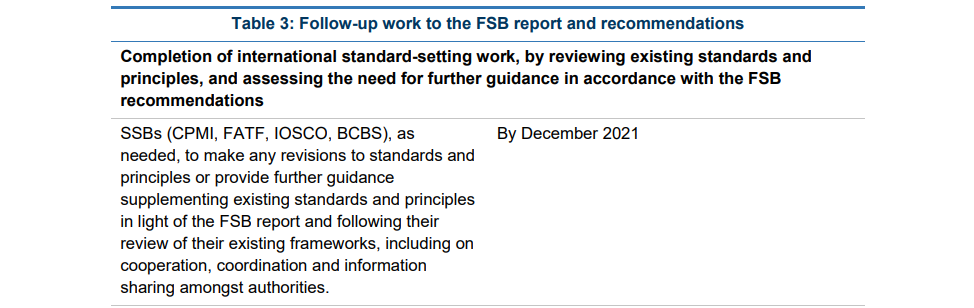 Table 3: Follow-up work to the FSB report and recommendations
Completion of international standard-setting work, by reviewing existing standards and
principles, and assessing the need for further guidance in accordance with the FSB
recommendations
SSBs (CPMI, FATF, IOSCO, BCBS), as
needed, to make any revisions to standards and
principles or provide further guidance
supplementing existing standards and principles
in light of the FSB report and following their
review of their existing frameworks, including on
cooperation, coordination and information
sharing amongst authorities.
By December 2021